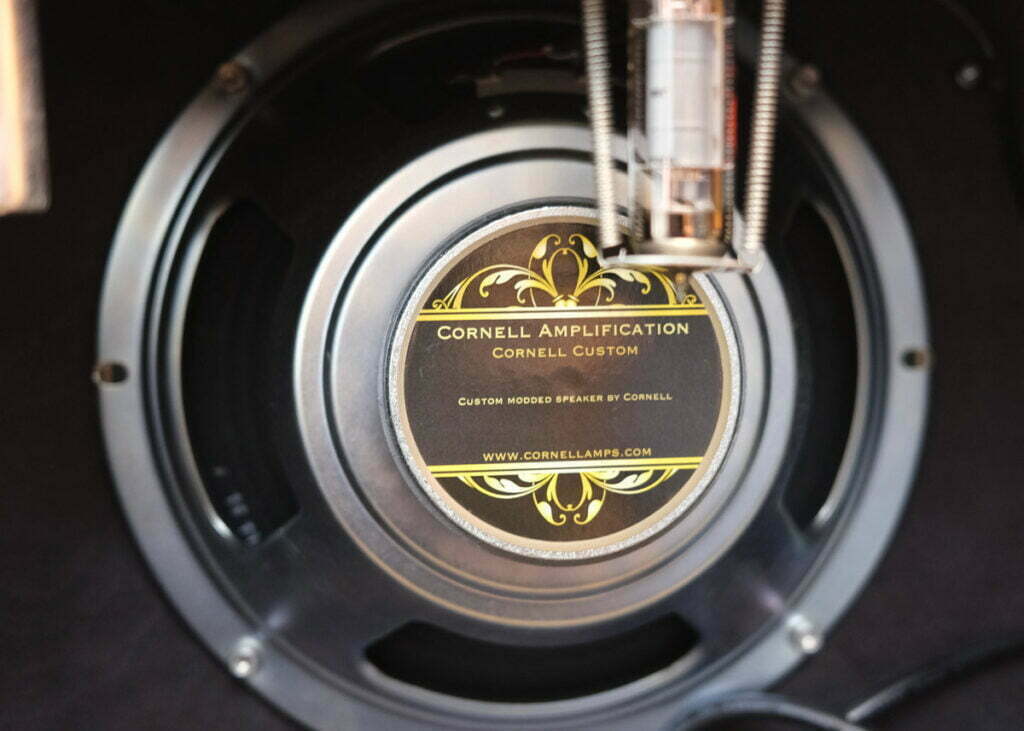 Cornell Amplification
Cornell Custom
Custom modded speaker by Cornell
www.cornellamps.com